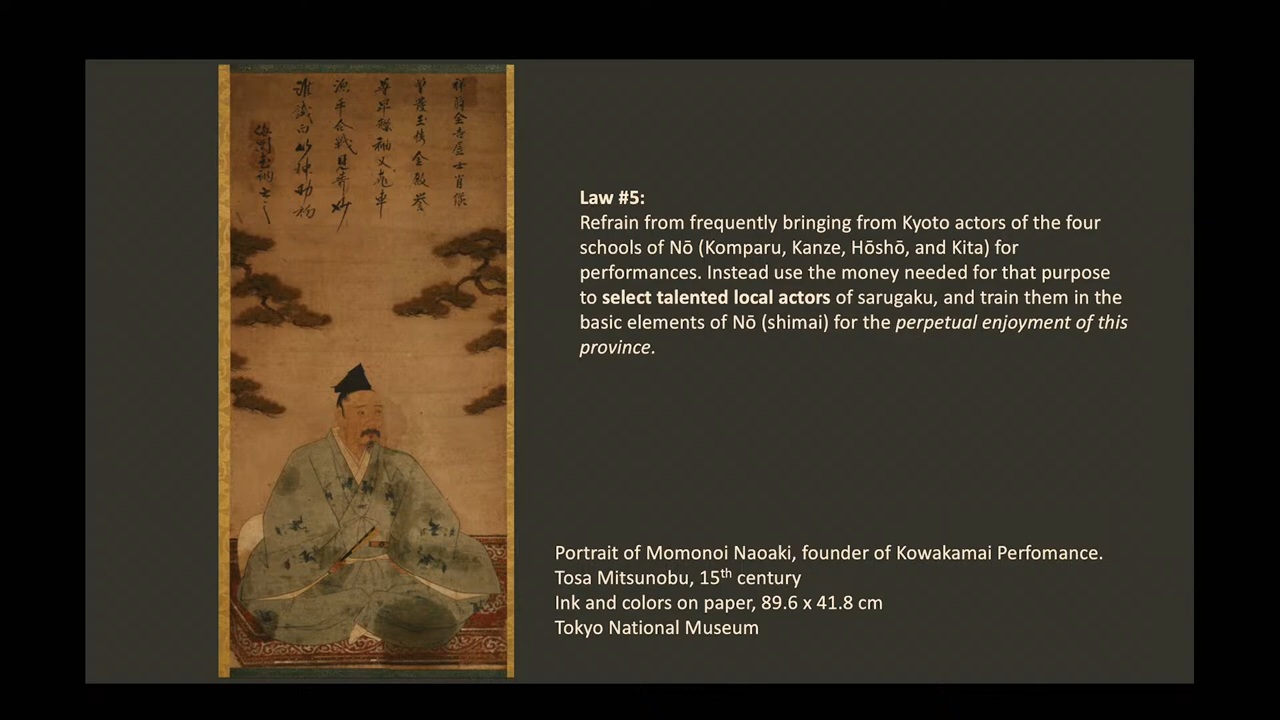 Law #5:
Refrain from frequently bringing from Kyoto actors of the four
schools of Nō (Komparu, Kanze, Hōshō, and Kita) for
performances. Instead use the money needed for that purpose
to select talented local actors of sarugaku, and train them in the
basic elements of Nō (shimai) for the perpetual enjoyment of this
province.
Portrait of Momonoi Naoaki, founder of Kowakamai Perfomance.
Tosa Mitsunobu, 15th century
Ink and colors on paper, 89.6 x 41.8 cm
Tokyo National Museum